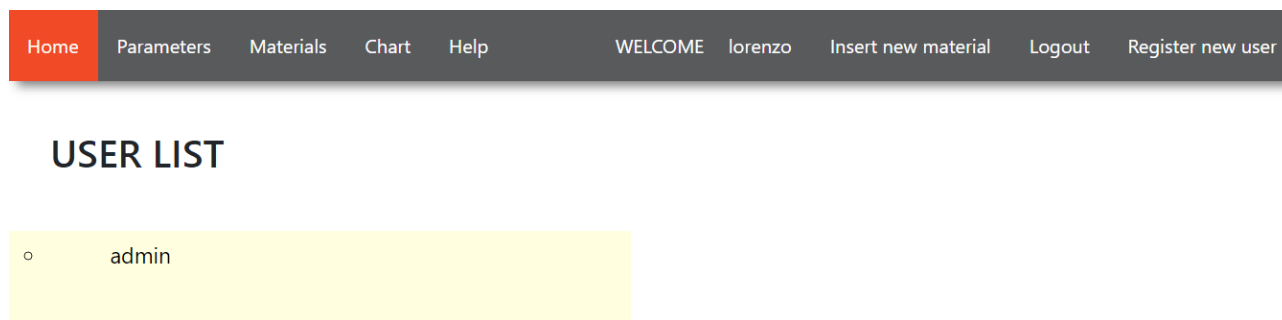 Home Parameters Materials Chart Help WELCOME lorenzo Insert new material Logout Register new user
USER LIST
admin